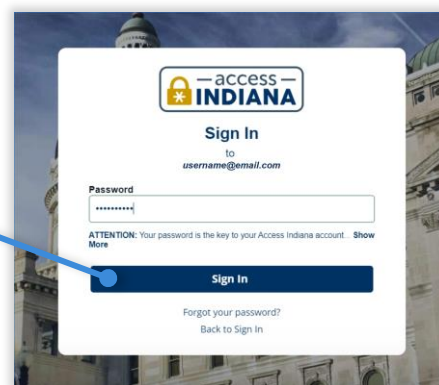 access
INDIANA
Sign In
to
username@email.com
Password
••••••••••
ATTENTION: Your password is the key to your Access Indiana account... Show
More
Sign In
Forgot your password?
Back to Sign In